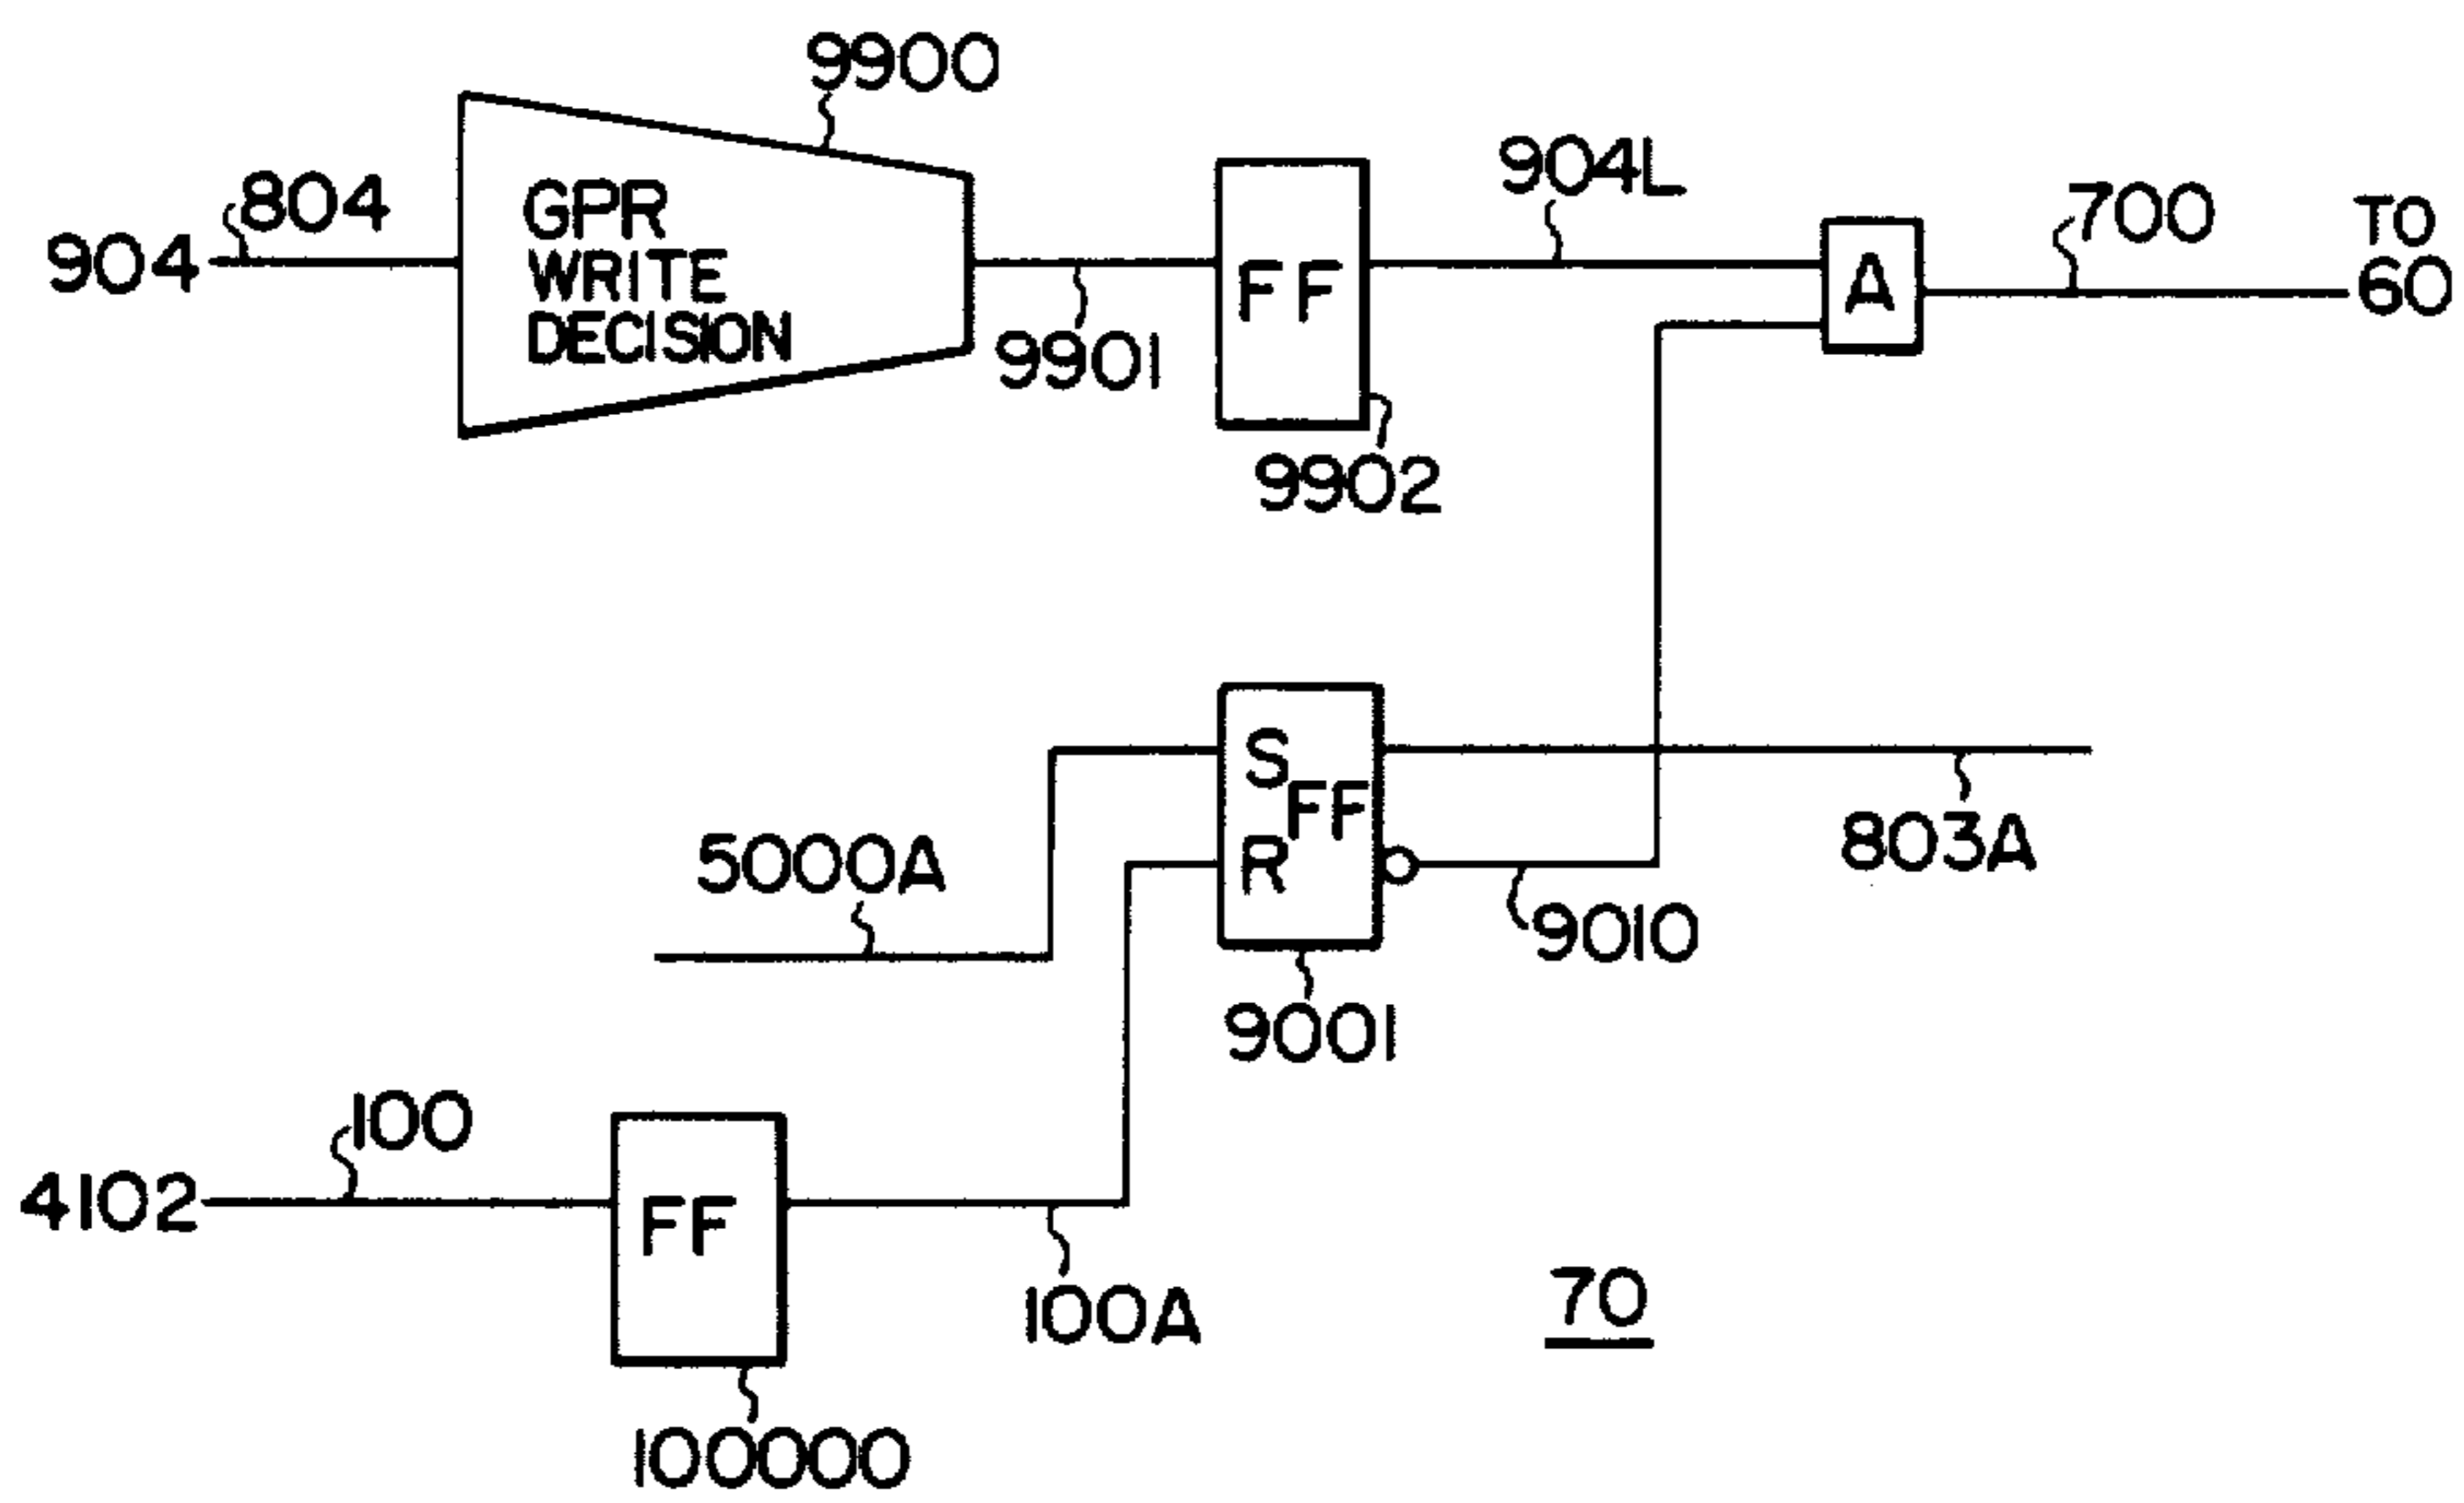 9900
804
904
GPR
WRITE
DECISION
9901
FF
9902
904L
A
700
TO
60
S
FF
R
5000A
803A
9010
9001
100
4102
FF
100A
100000
70